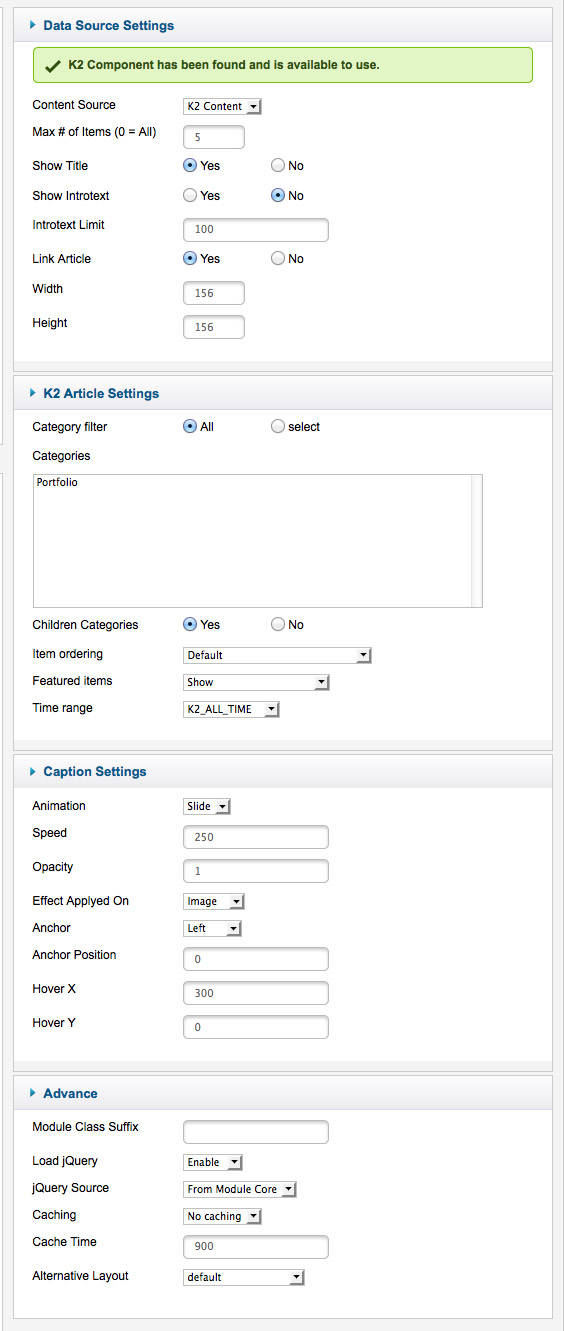 Data Source Settings
K2 Component has been found and is available to use.
Content Source K2 Content
Max # of Items (0 = All) 5
Show Title Yes No
Show Introtext Yes No
Introtext Limit 100
Link Article Yes No
Width 156
Height 156
K2 Article Settings
Category filter All select
Categories
Portfolio
Children Categories Yes No
Item ordering Default
Featured items Show
Time range K2_ALL_TIME
Caption Settings
Animation Slide
Speed 250
Opacity 1
Effect Applyed On Image
Anchor Left
Anchor Position 0
Hover X 300
Hover Y 0
Advance
Module Class Suffix
Load jQuery Enable
jQuery Source From Module Core
Caching No caching
Cache Time 900
Alternative Layout default